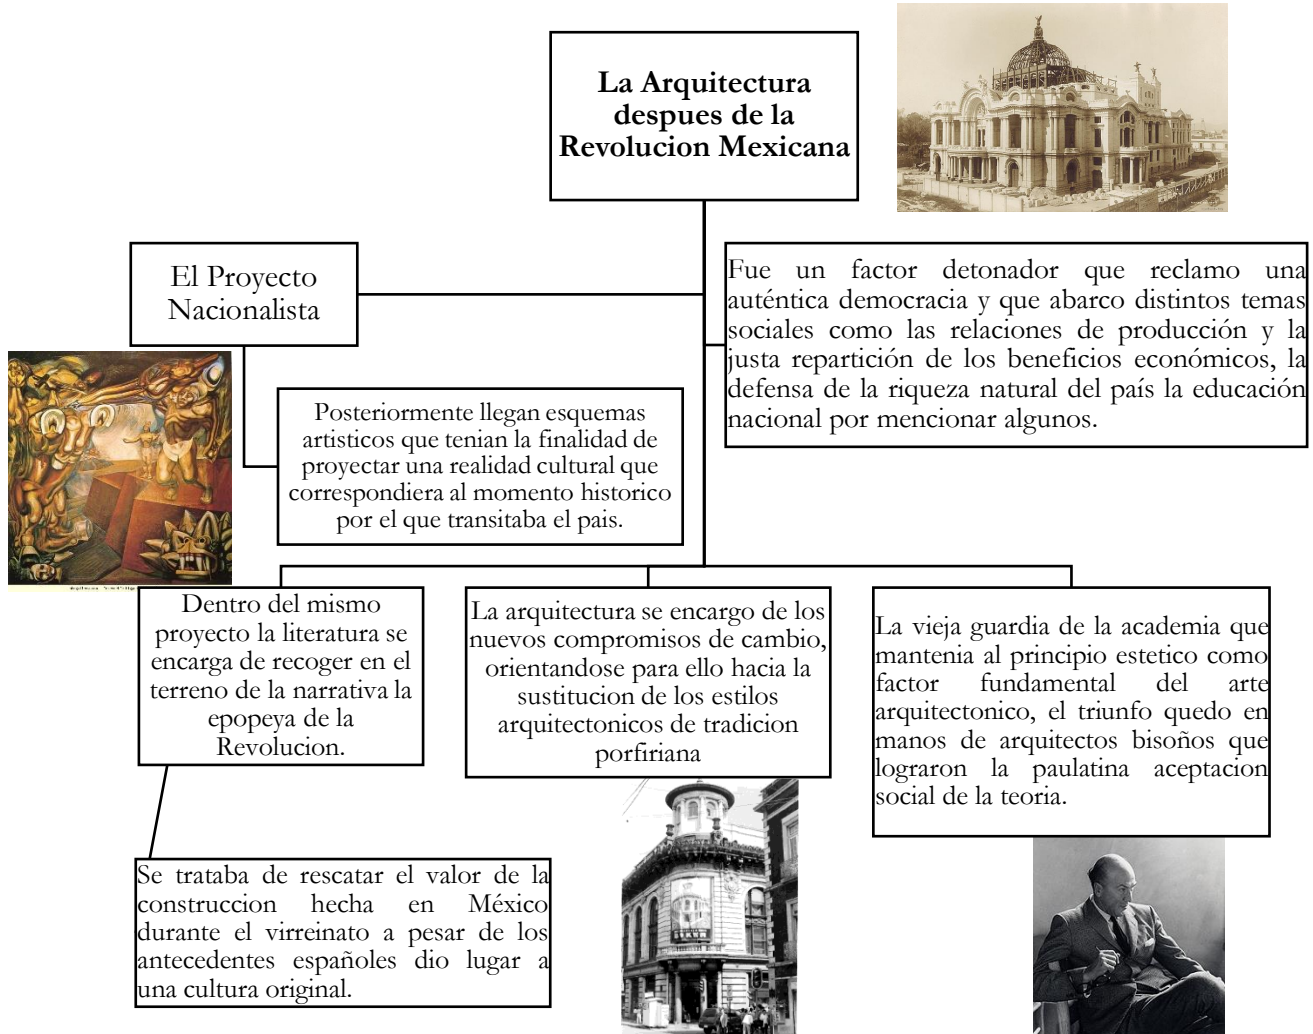 La Arquitectura
despues de la
Revolucion Mexicana
El Proyecto
Nacionalista
Fue un factor detonador que reclamo una
auténtica democracia y que abarco distintos temas
sociales como las relaciones de producción y la
justa repartición de los beneficios económicos, la
defensa de la riqueza natural del país la educación
nacional por mencionar algunos.
Posteriormente llegan esquemas
artisticos que tenian la finalidad de
proyectar una realidad cultural que
correspondiera al momento historico
por el que transitaba el pais.
Dentro del mismo
proyecto la literatura se
encarga de recoger en el
terreno de la narrativa la
epopeya de la
Revolucion.
La arquitectura se encargo de los
nuevos compromisos de cambio,
orientandose para ello hacia la
sustitucion de los estilos
arquitectonicos de tradicion
porfiriana
La vieja guardia de la academia que
mantenia al principio estetico como
factor fundamental del arte
arquitectonico, el triunfo quedo en
manos de arquitectos bisoños que
lograron la paulatina aceptacion
social de la teoria.
Se trataba de rescatar el valor de la
construccion hecha en México
durante el virreinato a pesar de los
antecedentes españoles dio lugar a
una cultura original.